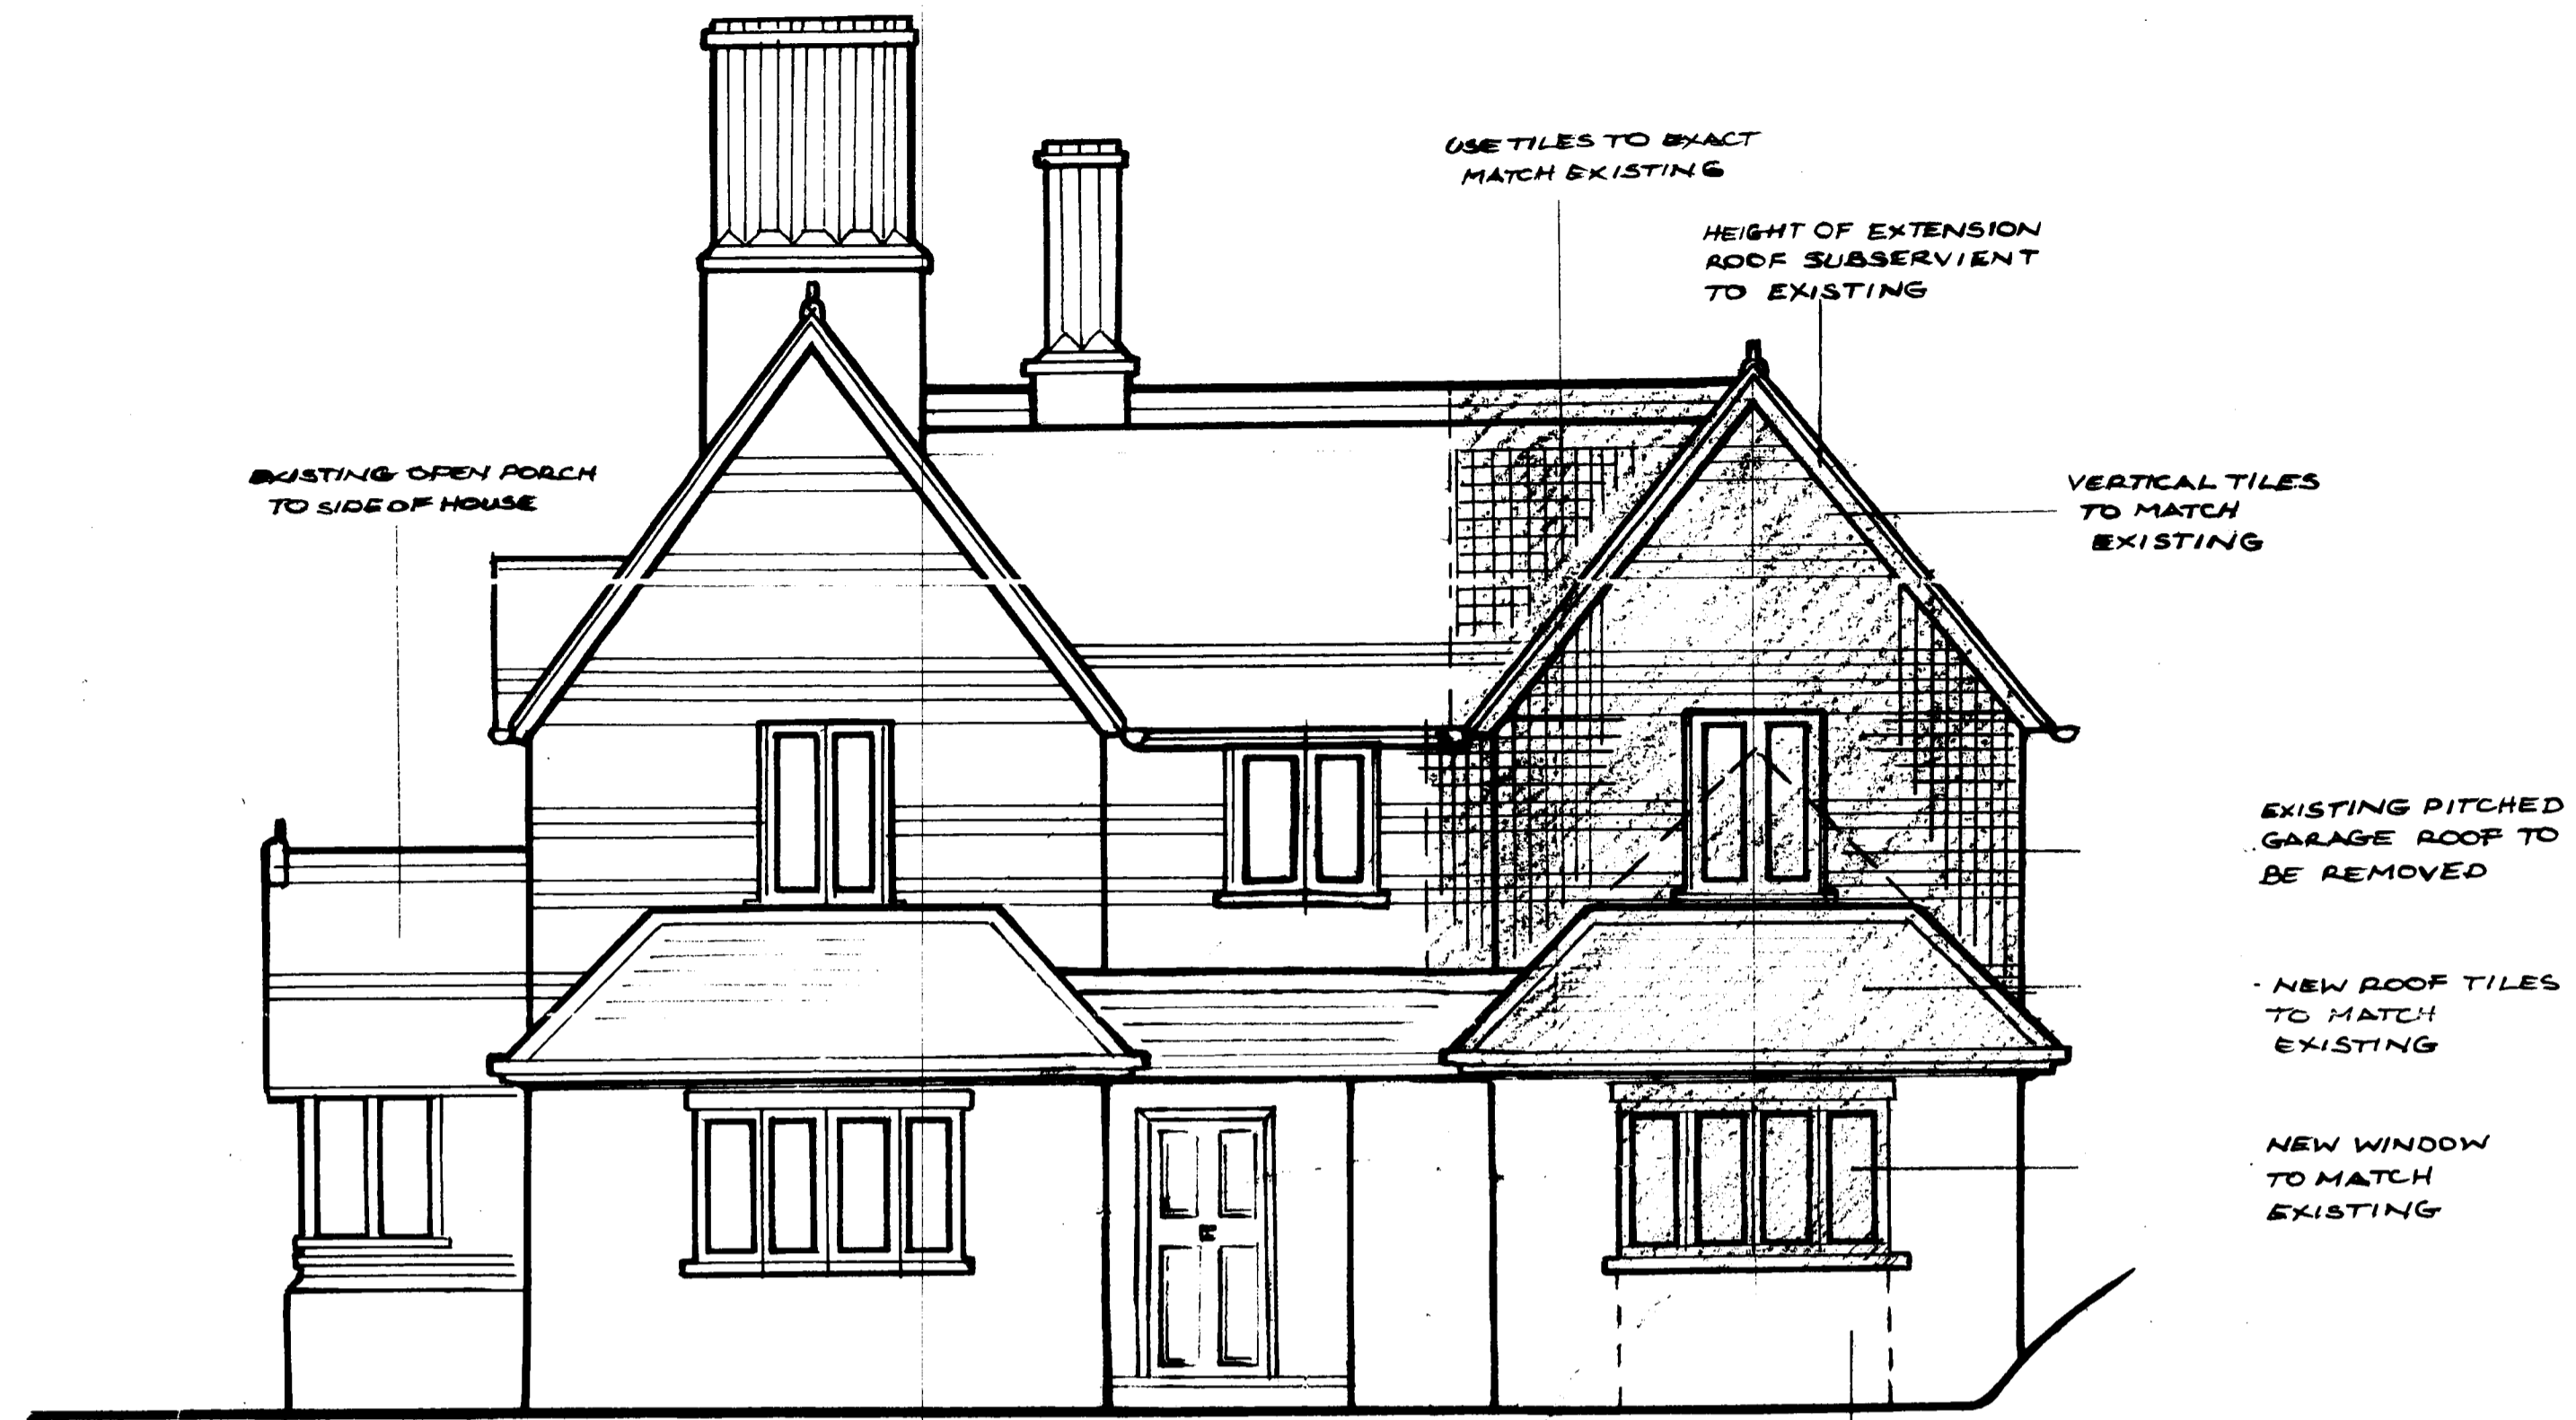 USE TILES TO EXACT
MATCH EXISTING
HEIGHT OF EXTENSION
ROOF SUBSERVIENT
TO EXISTING
EXISTING OPEN PORCH
TO SIDE OF HOUSE
VERTICAL TILES
TO MATCH
EXISTING
EXISTING PITCHED
GARAGE ROOF TO
BE REMOVED
NEW ROOF TILES
TO MATCH
EXISTING
NEW WINDOW
TO MATCH
EXISTING